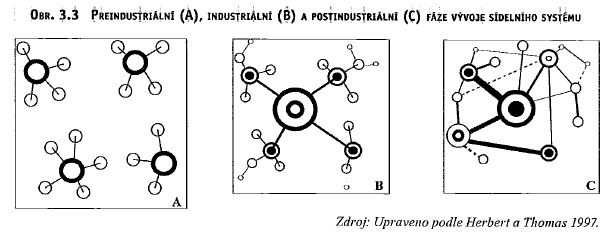 Obr. 3.3 Preindustriální (A), industriální (B) a postindustriální (C) fáze vývoje sídelního systému
A
B
C
Zdroj: Upraveno podle Herbert a Thomas 1997.